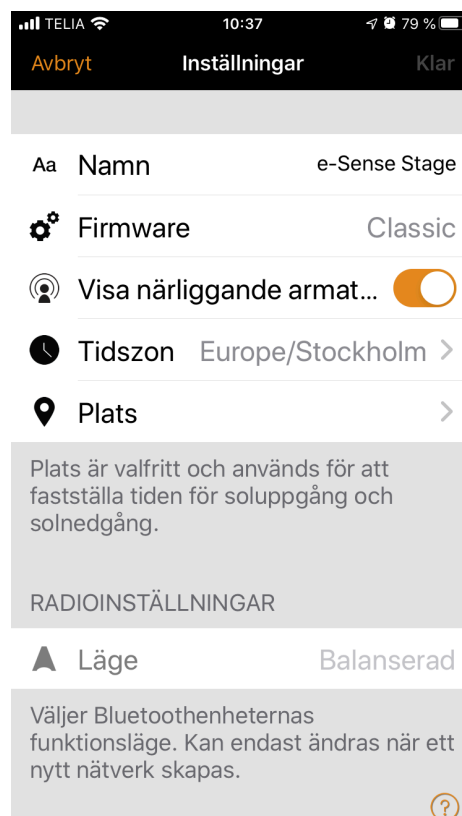 TELIA 10:37 79 %
Avbryt Inställningar Klar
Aa Namn e-Sense Stage
Firmware Classic
Visa närliggande armat...
Tidszon Europe/Stockholm
Plats
Plats är valfritt och används för att
fastställa tiden för soluppgång och
solnedgång.
RADIOINSTÄLLNINGAR
Läge Balanserad
Väljer Bluetoothenheternas
funktionsläge. Kan endast ändras när ett
nytt nätverk skapas.
?